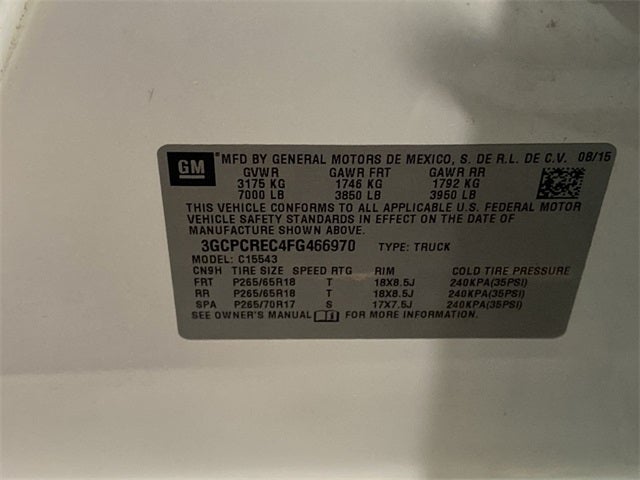 GM
MFD BY GENERAL MOTORS DE MEXICO, S. DE R.L. DE C.V. 08/15
GVWR GAWR FRT GAWR RR
3175 KG 1746 KG 1792 KG
7000 LB 3850 LB 3950 LB
THIS VEHICLE CONFORMS TO ALL APPLICABLE U.S. FEDERAL MOTOR
VEHICLE SAFETY STANDARDS IN EFFECT ON THE DATE OF
MANUFACTURE SHOWN ABOVE.
3GCPCREC4FG466970 TYPE: TRUCK
MODEL: C15543
CN9H TIRE SIZE SPEED RTG RIM COLD TIRE PRESSURE
FRT P265/65R18 T 18X8.5J 240KPA(35PSI)
RR P265/65R18 T 18X8.5J 240KPA(35PSI)
SPA P265/70R17 S 17X7.5J 240KPA(35PSI)
SEE OWNER'S MANUAL FOR MORE INFORMATION.